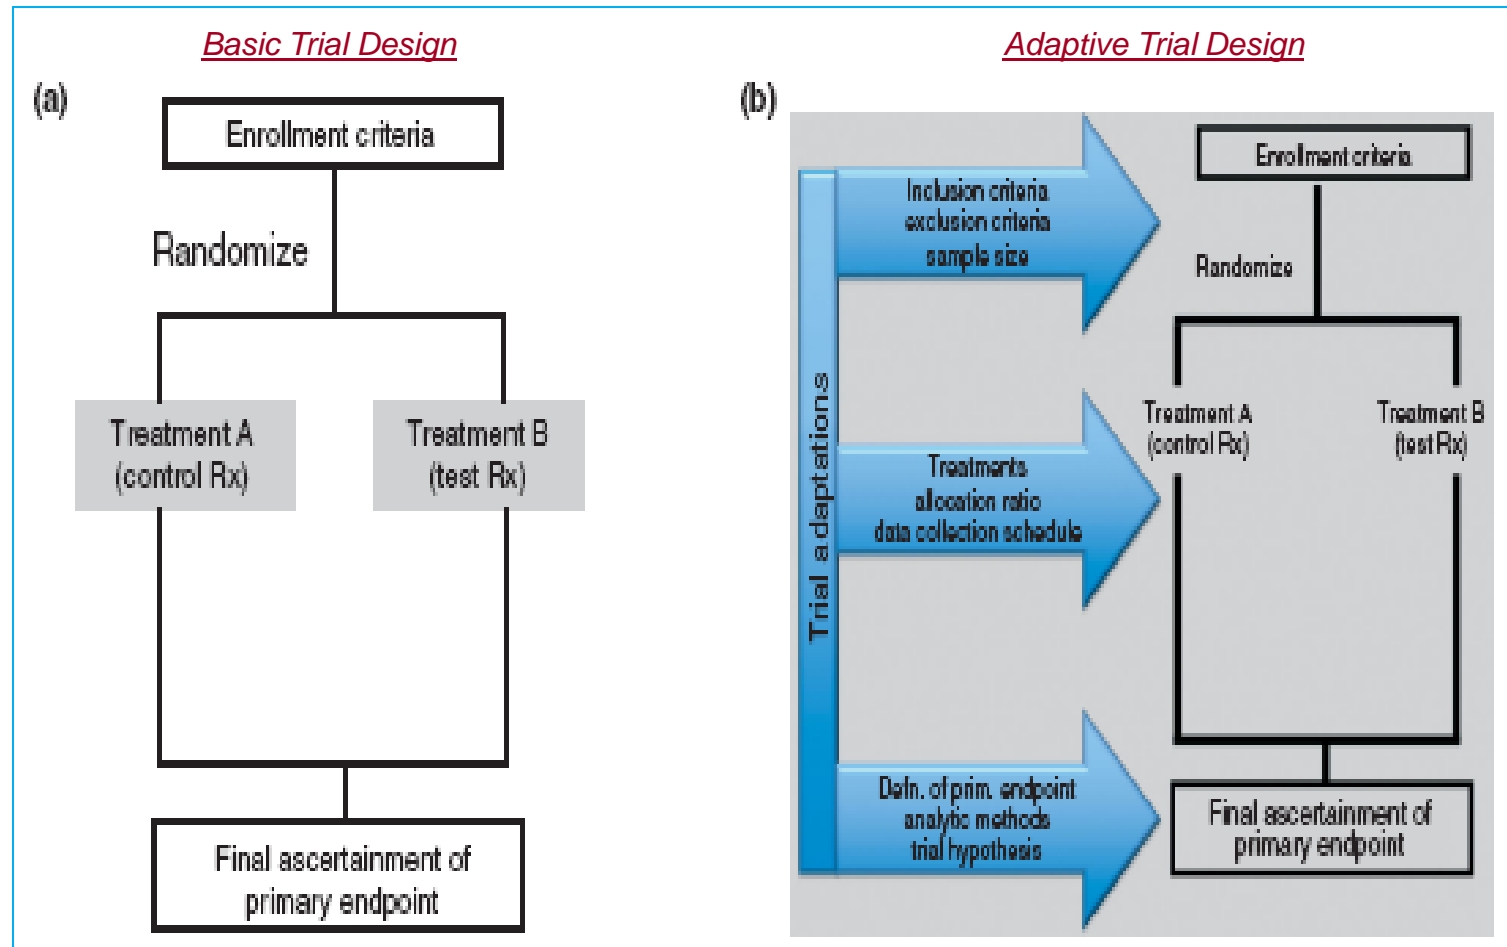 Basic Trial Design
(a)
Enrollment criteria
Randomize
Treatment A
(control Rx)
Treatment B
(test Rx)
Final ascertainment of
primary endpoint
Adaptive Trial Design
(b)
Trial adaptations
Inclusion criteria
exclusion criteria
sample size
Treatments
allocation ratio
data collection schedule
Defn. of prim. endpoint
analytic methods
trial hypothesis
Enrollment criteria
Randomize
Treatment A
(control Rx)
Treatment B
(test Rx)
Final ascertainment of
primary endpoint